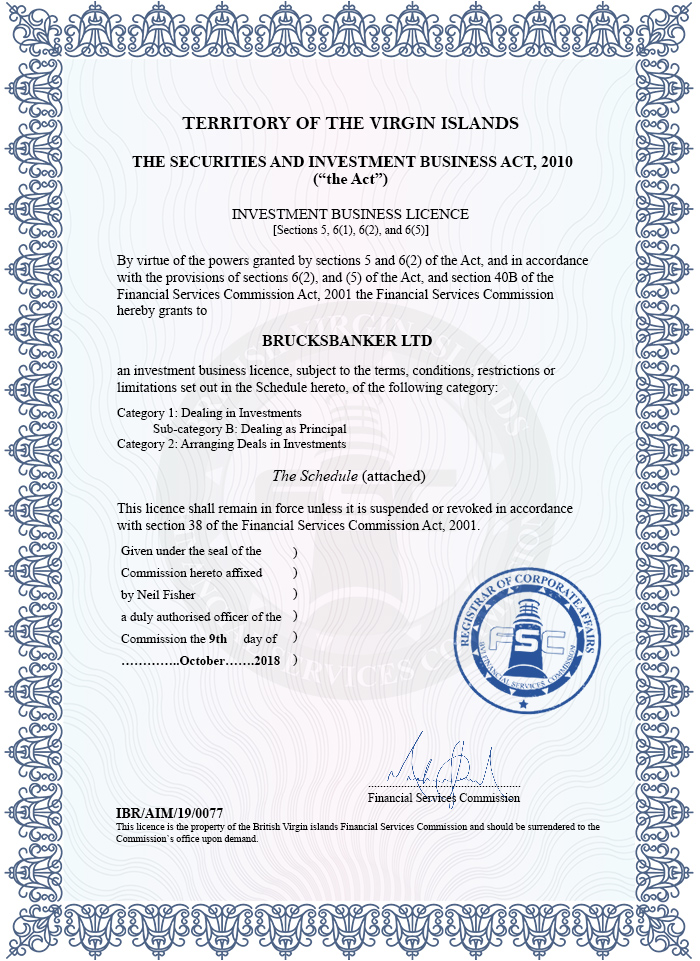 TERRITORY OF THE VIRGIN ISLANDS
THE SECURITIES AND INVESTMENT BUSINESS ACT, 2010
(“the Act”)
INVESTMENT BUSINESS LICENCE
[Sections 5, 6(1), 6(2), and 6(5)]
By virtue of the powers granted by sections 5 and 6(2) of the Act, and in accordance
with the provisions of sections 6(2), and (5) of the Act, and section 40B of the
Financial Services Commission Act, 2001 the Financial Services Commission
hereby grants to
BRUCKSBANKER LTD
an investment business licence, subject to the terms, conditions, restrictions or
limitations set out in the Schedule hereto, of the following category:
Category 1: Dealing in Investments
Sub-category B: Dealing as Principal
Category 2: Arranging Deals in Investments
The Schedule (attached)
This licence shall remain in force unless it is suspended or revoked in accordance
with section 38 of the Financial Services Commission Act, 2001.
Given under the seal of the )
Commission hereto affixed )
by Neil Fisher )
a duly authorised officer of the )
Commission the 9th day of )
…………..October…….2018 )
REGISTRAR OF CORPORATE AFFAIRS
FSC
BVI FINANCIAL SERVICES COMMISSION
Financial Services Commission
IBR/AIM/19/0077
This licence is the property of the British Virgin islands Financial Services Commission and should be surrendered to the
Commission’s office upon demand.